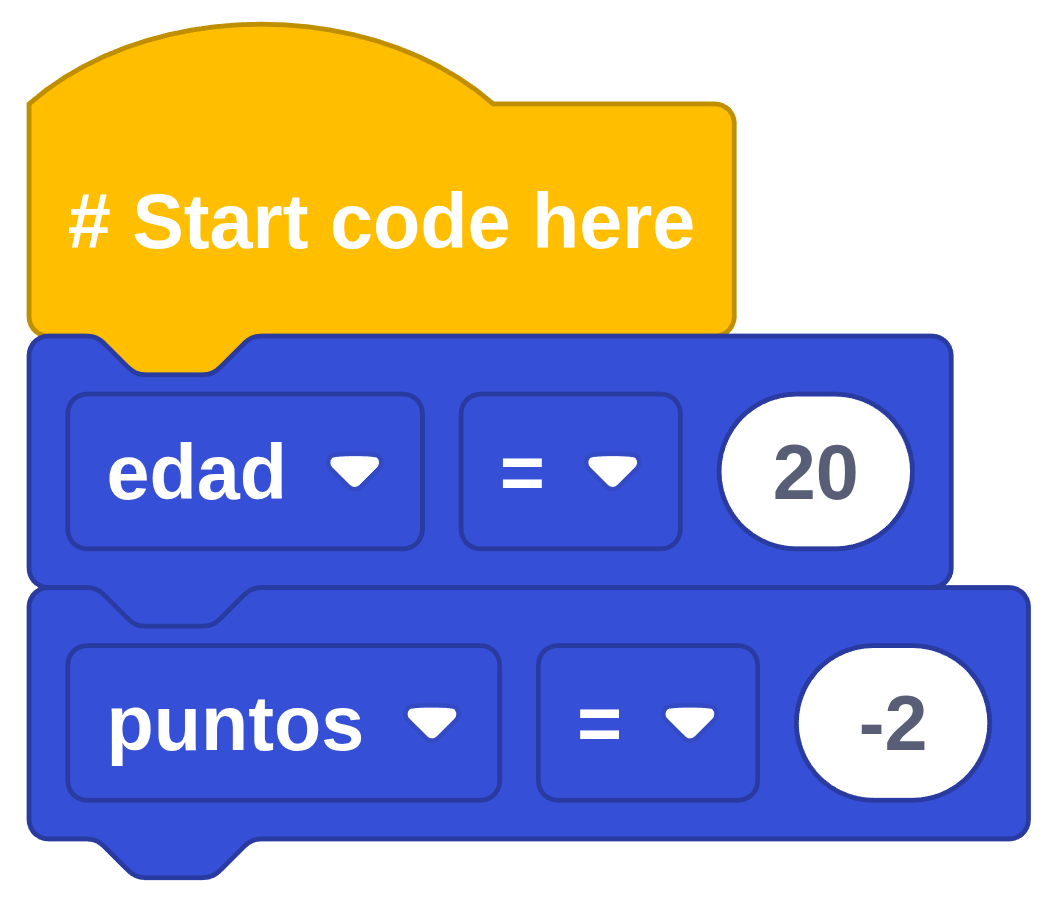 # Start code here
edad = 20
puntos = -2